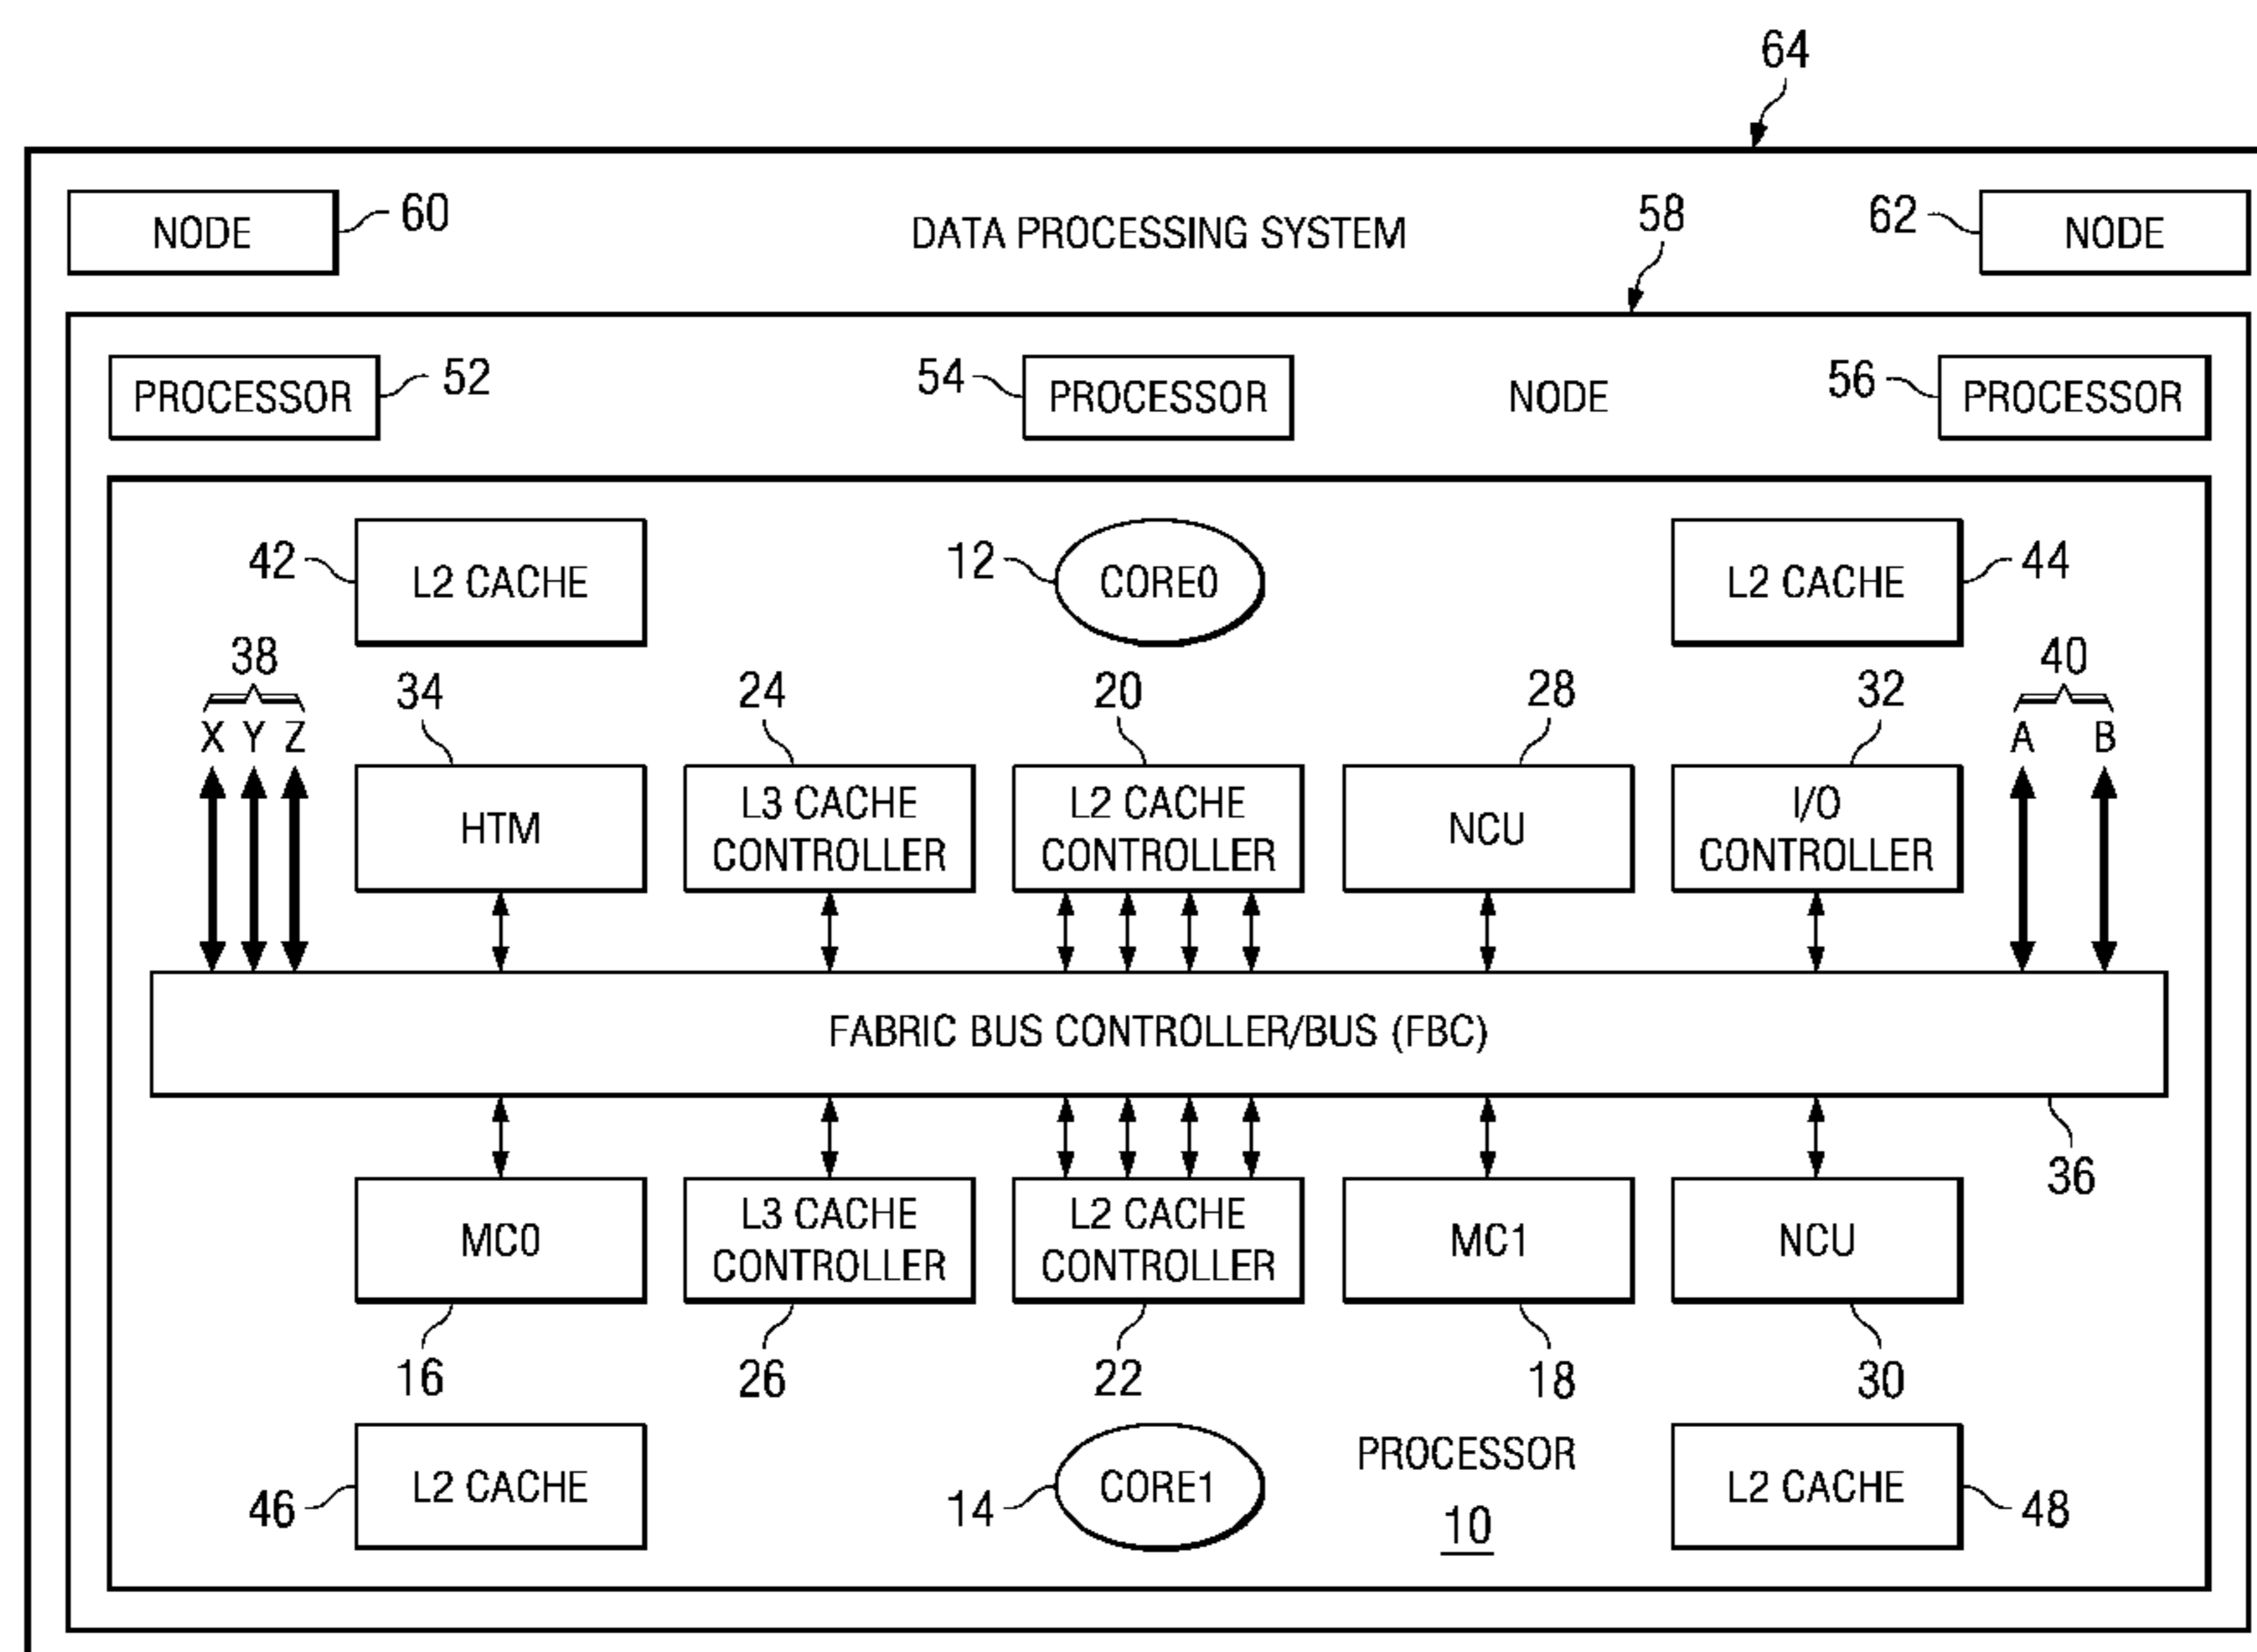 64
NODE
60
DATA PROCESSING SYSTEM
58
62
NODE
PROCESSOR
52
54
PROCESSOR
NODE
56
PROCESSOR
42
L2 CACHE
12
CORE0
L2 CACHE
44
38
X Y Z
34
24
20
28
32
40
A B
HTM
L3 CACHE
CONTROLLER
L2 CACHE
CONTROLLER
NCU
I/O
CONTROLLER
FABRIC BUS CONTROLLER/BUS (FBC)
36
MC0
L3 CACHE
CONTROLLER
L2 CACHE
CONTROLLER
MC1
NCU
16
26
22
18
30
46
L2 CACHE
14
CORE1
PROCESSOR
10
L2 CACHE
48